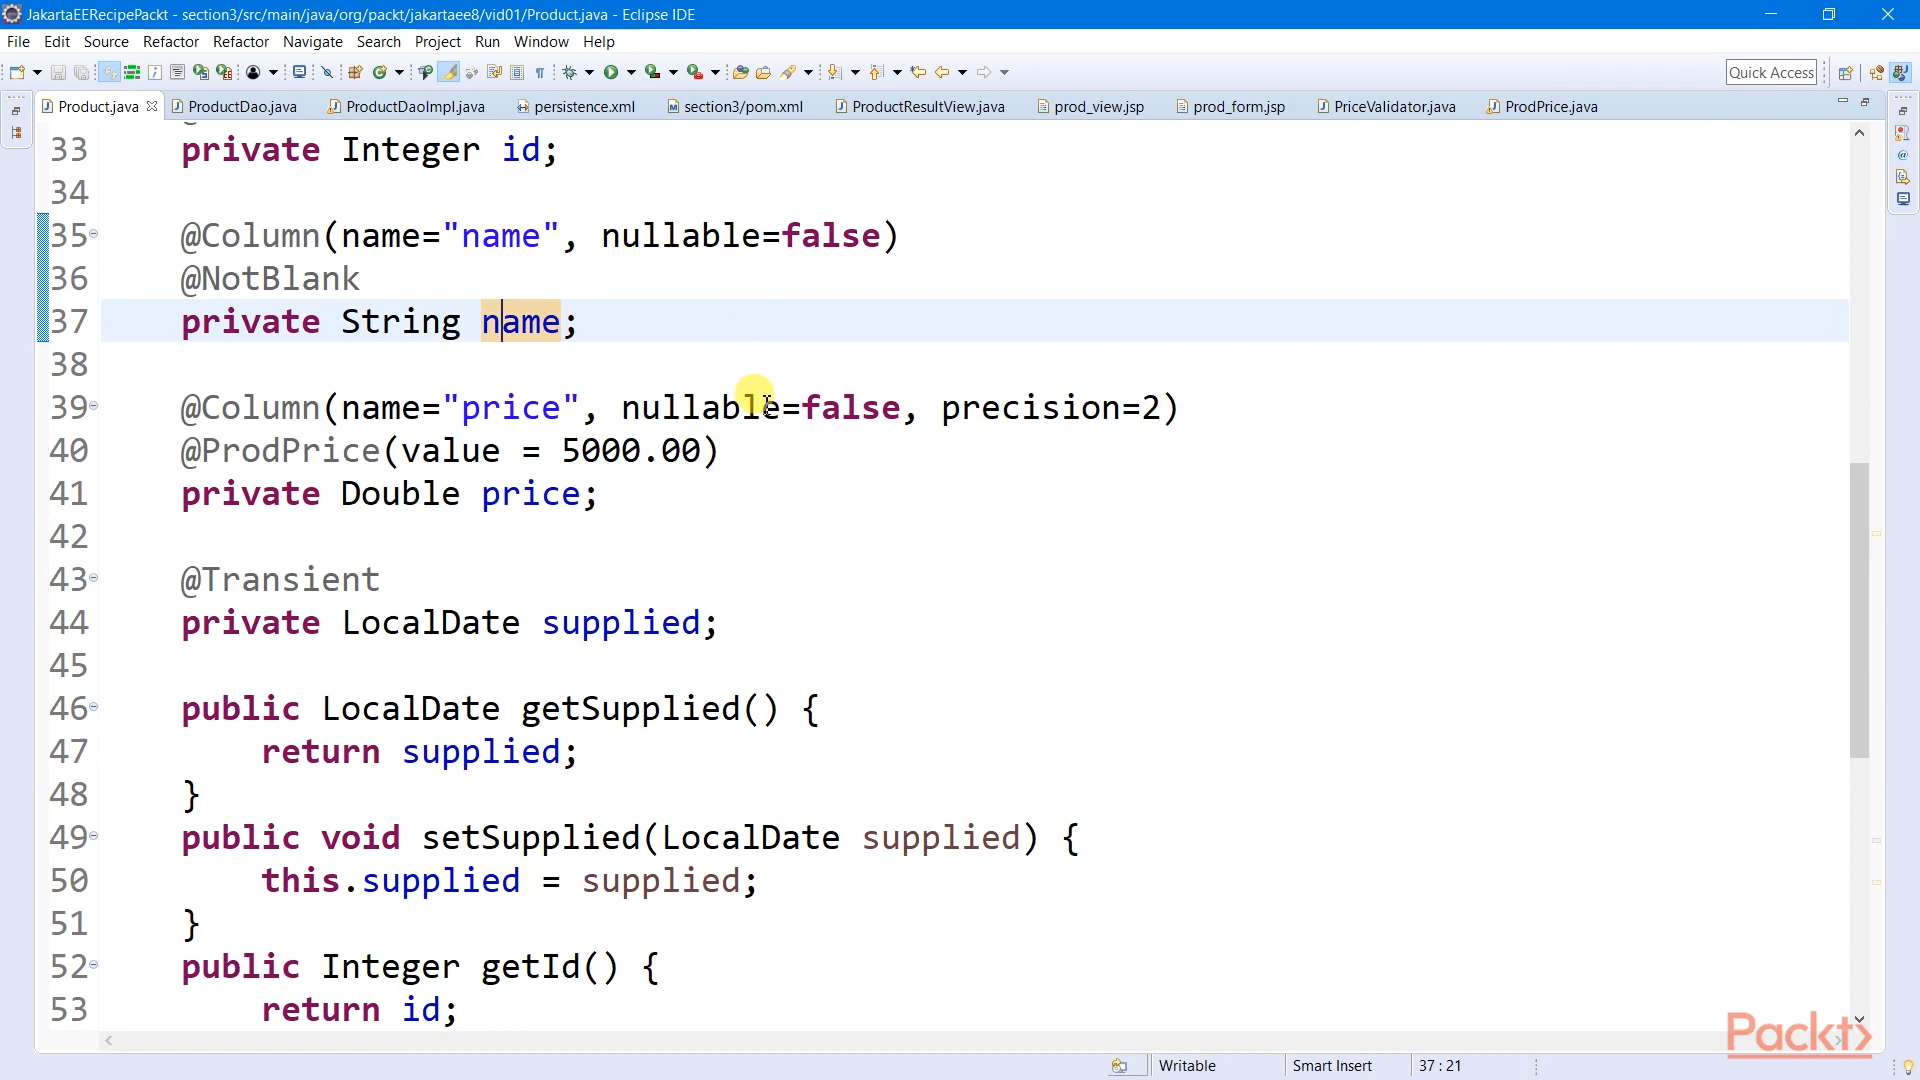 JakartaEERecipePackt - section3/src/main/java/org/packt/jakartaee8/vid01/Product.java - Eclipse IDE
File Edit Source Refactor Refactor Navigate Search Project Run Window Help
Quick Access
Product.java ProductDao.java ProductDaoImpl.java persistence.xml section3/pom.xml ProductResultView.java prod_view.jsp prod_form.jsp PriceValidator.java ProdPrice.java
33 private Integer id;
34
35 @Column(name="name", nullable=false)
36 @NotBlank
37 private String name;
38
39 @Column(name="price", nullable=false, precision=2)
40 @ProdPrice(value = 5000.00)
41 private Double price;
42
43 @Transient
44 private LocalDate supplied;
45
46 public LocalDate getSupplied() {
47 return supplied;
48 }
49 public void setSupplied(LocalDate supplied) {
50 this.supplied = supplied;
51 }
52 public Integer getId() {
53 return id;
Packt>
Writable Smart Insert 37 : 21